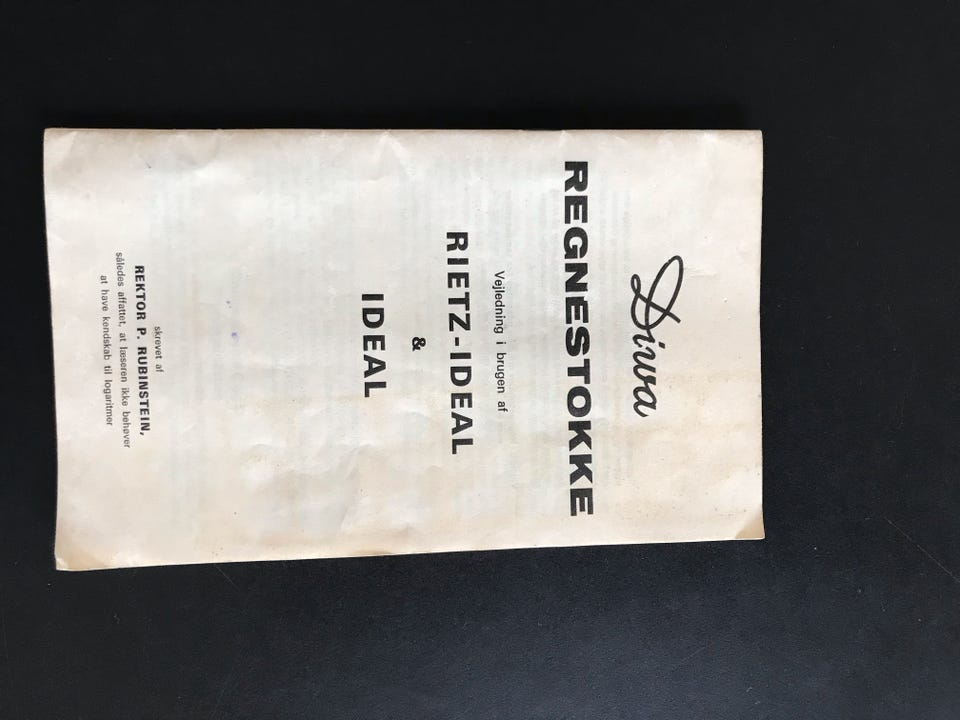 Diwa
REGNESTOKKE
Vejledning i brugen af
RIETZ-IDEAL
&
IDEAL
skrevet af
REKTOR P. RUBINSTEIN,
således affattet, at læseren ikke behøver
at have kendskab til logaritmer